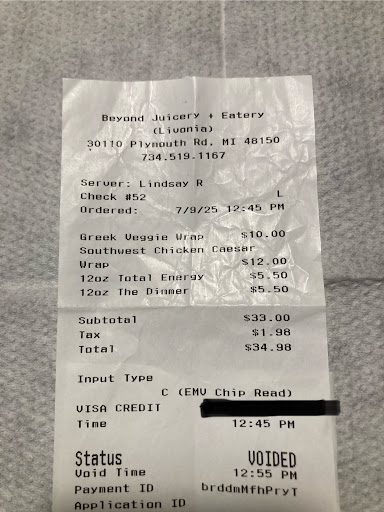 Beyond Juicery + Eatery
(Livonia)
30110 Plymouth Rd, MI 48150
734.519.1167
Server: Lindsay R
Check #52 L
Ordered: 7/9/25 12:45 PM
Greek Veggie Wrap $10.00
Southwest Chicken Caesar
Wrap $12.00
12oz Total Energy $5.50
12oz The Dimmer $5.50
Subtotal $33.00
Tax $1.98
Total $34.98
Input Type
C (EMV Chip Read)
VISA CREDIT
Time 12:45 PM
Status VOIDED
Void Time 12:55 PM
Payment ID brddmMfhPryT
Application ID